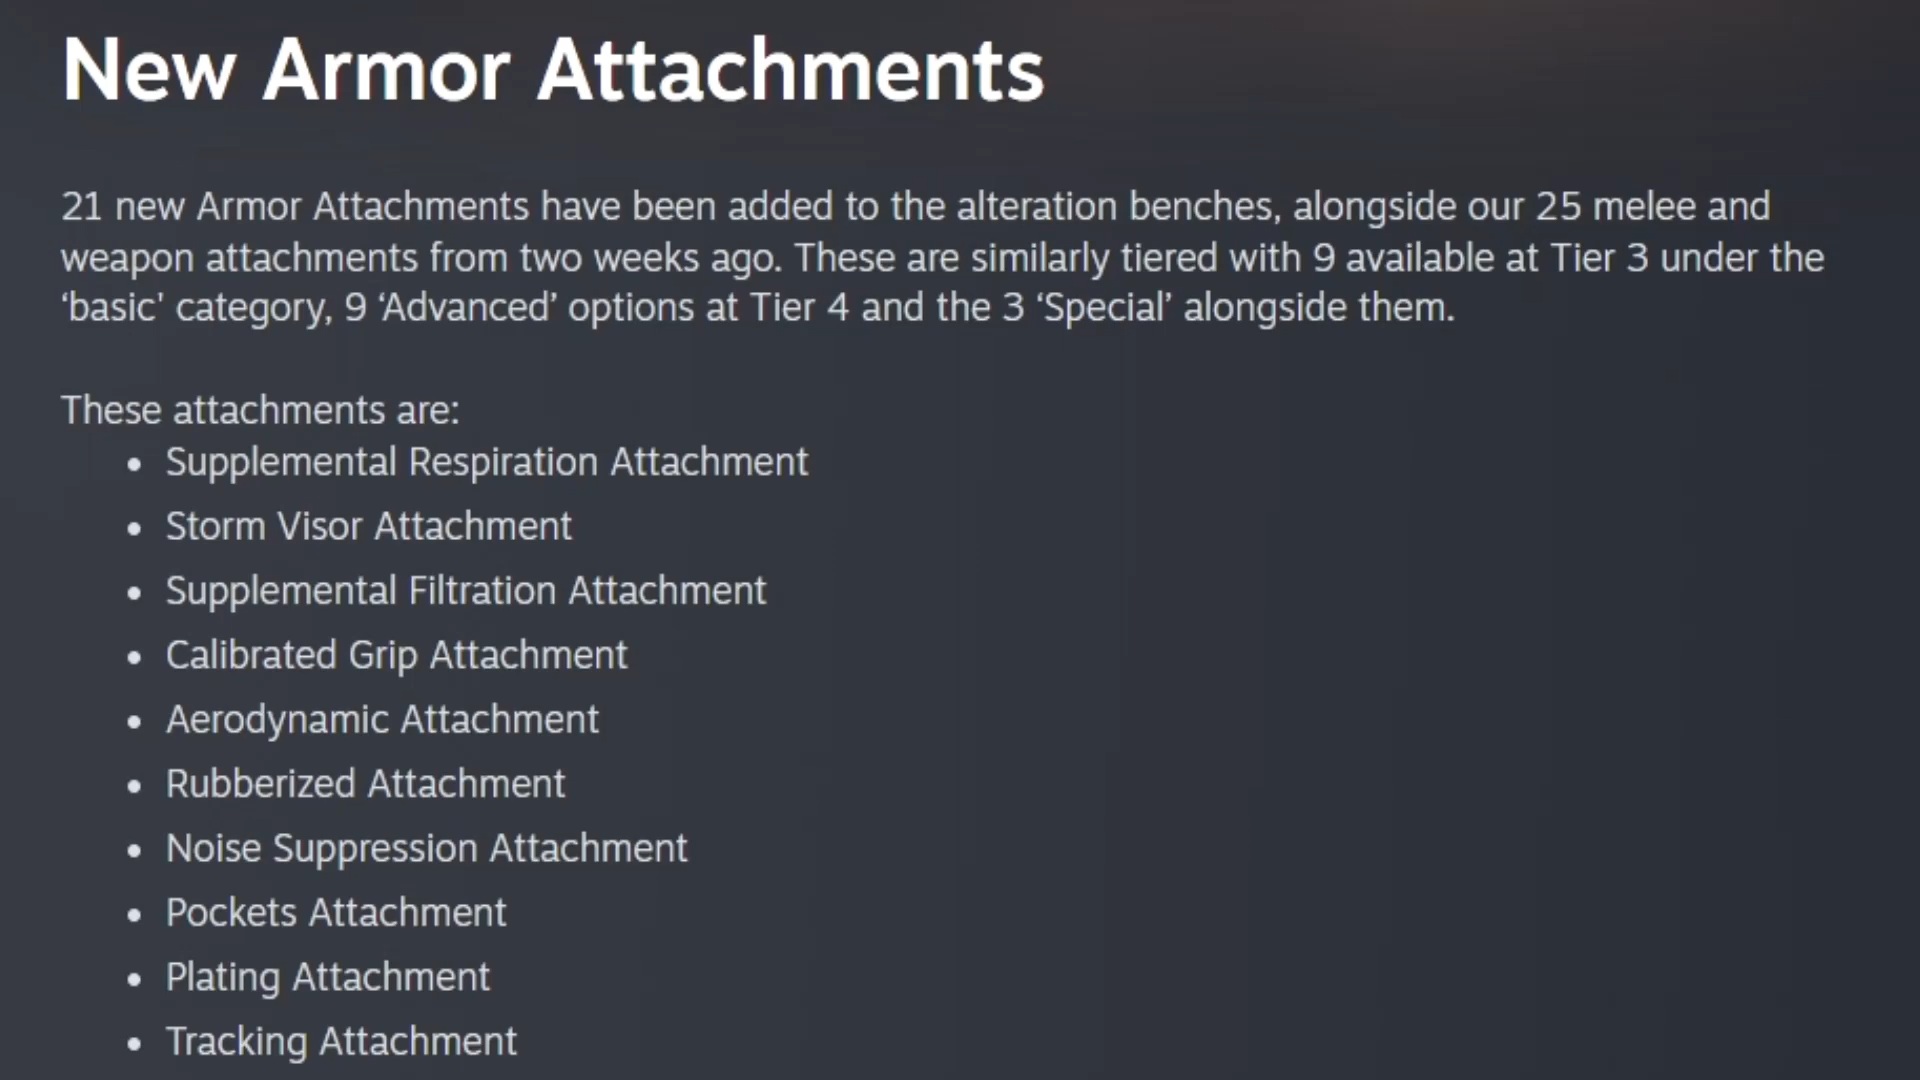 New Armor Attachments
21 new Armor Attachments have been added to the alteration benches, alongside our 25 melee and
weapon attachments from two weeks ago. These are similarly tiered with 9 available at Tier 3 under the
‘basic' category, 9 ‘Advanced’ options at Tier 4 and the 3 ‘Special’ alongside them.
These attachments are:
• Supplemental Respiration Attachment
• Storm Visor Attachment
• Supplemental Filtration Attachment
• Calibrated Grip Attachment
• Aerodynamic Attachment
• Rubberized Attachment
• Noise Suppression Attachment
• Pockets Attachment
• Plating Attachment
• Tracking Attachment